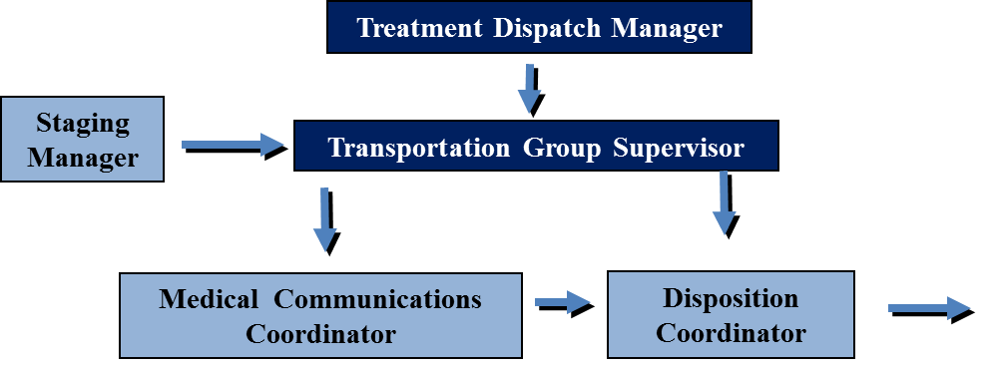 Treatment Dispatch Manager
Staging
Manager
Transportation Group Supervisor
Medical Communications
Coordinator
Disposition
Coordinator